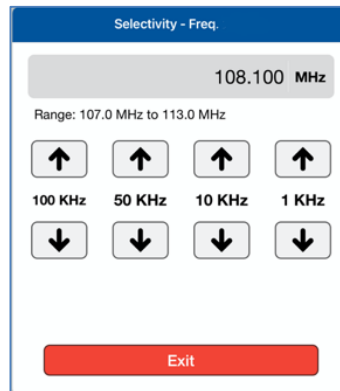 Selectivity - Freq.
108.100 MHz
Range: 107.0 MHz to 113.0 MHz
100 KHz 50 KHz 10 KHz 1 KHz
Exit